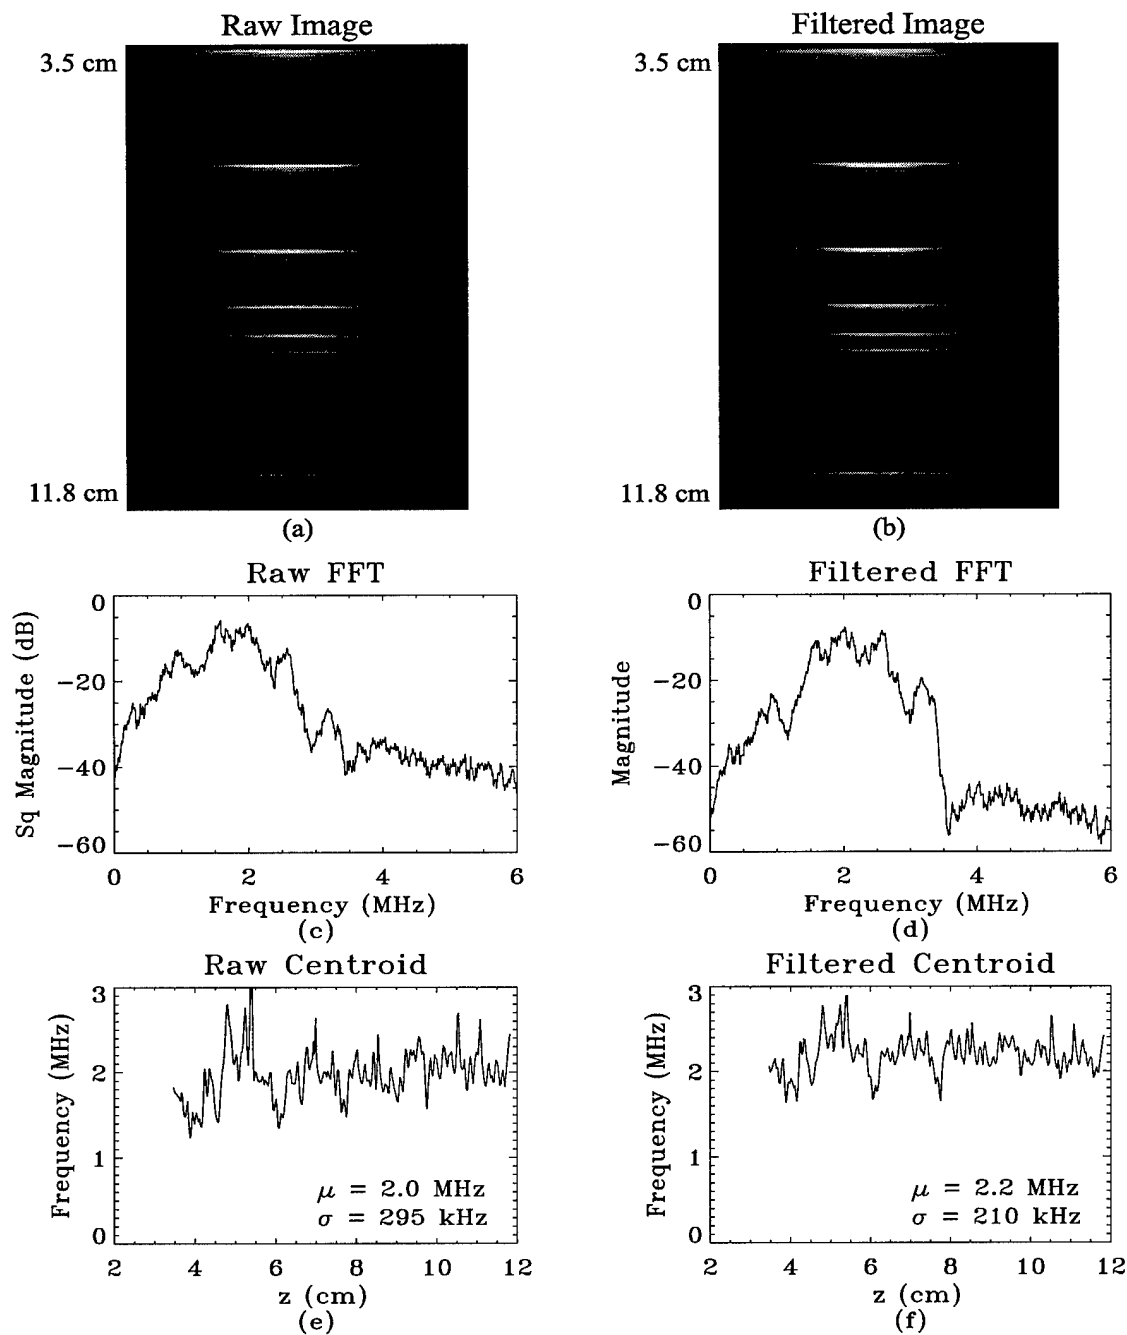 Raw Image
Filtered Image
3.5 cm
3.5 cm
11.8 cm
11.8 cm
(a)
(b)
Raw FFT
Filtered FFT
Sq Magnitude (dB)
0
−20
−40
−60
0
2
4
6
Frequency (MHz)
(c)
Magnitude
0
−20
−40
−60
0
2
4
6
Frequency (MHz)
(d)
Raw Centroid
Filtered Centroid
Frequency (MHz)
3
2
1
0
μ = 2.0 MHz
σ = 295 kHz
2
4
6
8
10
12
z (cm)
(e)
Frequency (MHz)
3
2
1
0
μ = 2.2 MHz
σ = 210 kHz
2
4
6
8
10
12
z (cm)
(f)